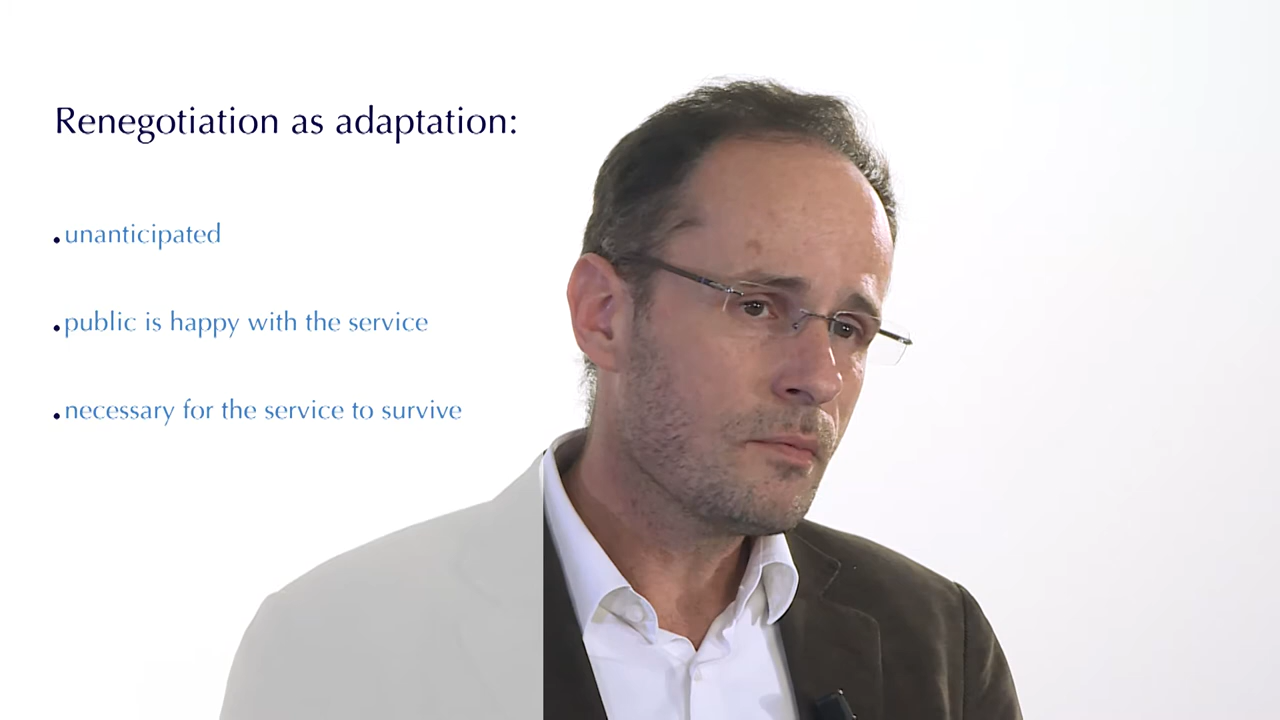 Renegotiation as adaptation:
.unanticipated
.public is happy with the service
.necessary for the service to survive